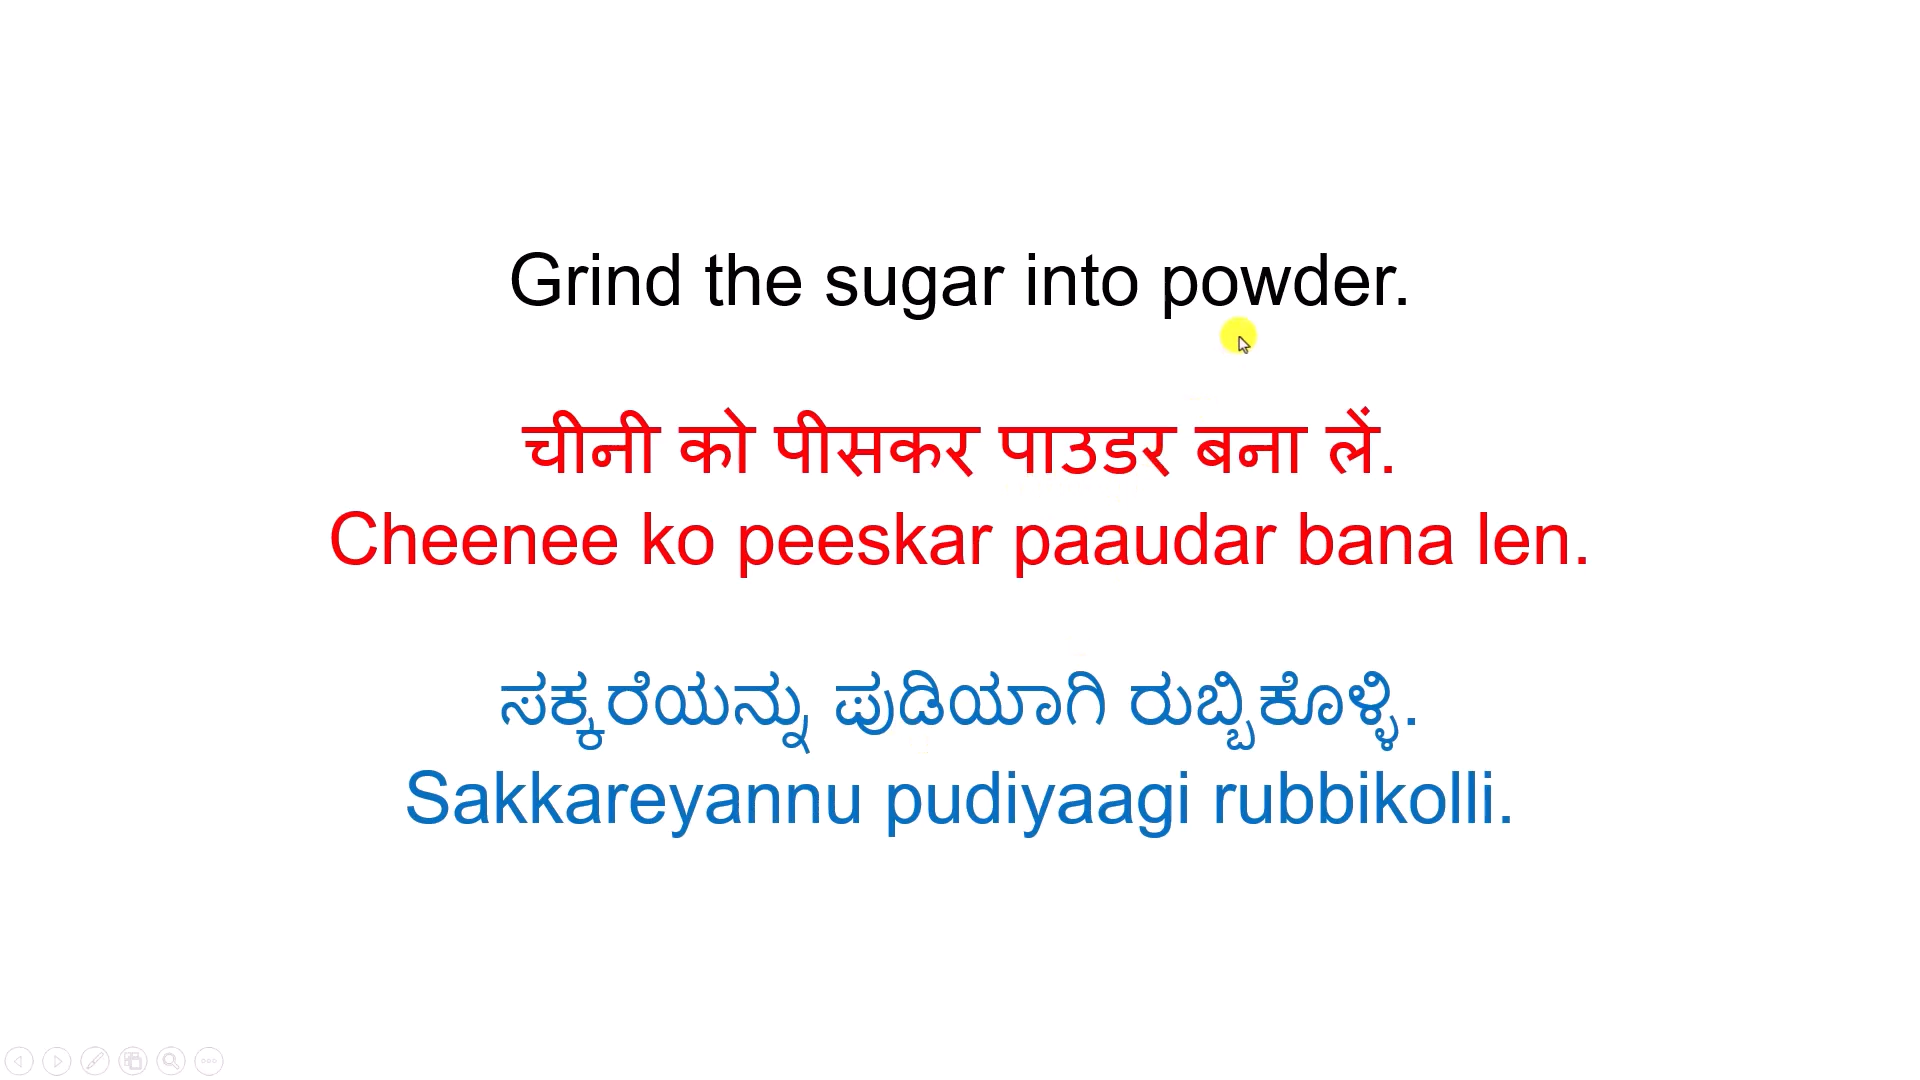 Grind the sugar into powder.
चीनी को पीसकर पाउडर बना लें.
Cheenee ko peeskar paaudar bana len.
ಸಕ್ಕರೆಯನ್ನು ಪುಡಿಯಾಗಿ ರುಬ್ಬಿಕೊಳ್ಳಿ.
Sakkareyannu pudiyaagi rubbikolli.